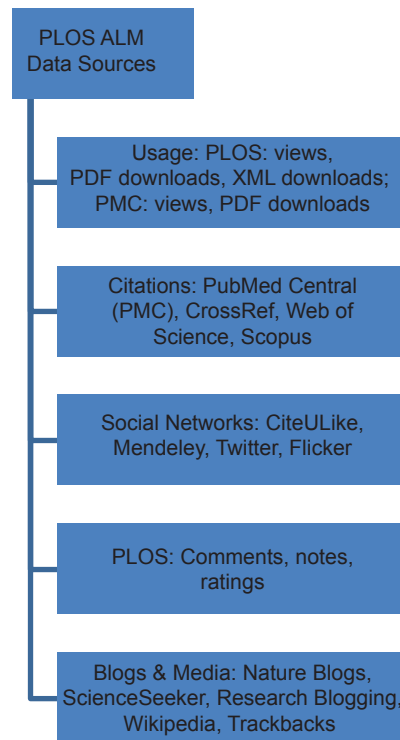 PLOS ALM
Data Sources
Usage: PLOS: views,
PDF downloads, XML downloads;
PMC: views, PDF downloads
Citations: PubMed Central
(PMC), CrossRef, Web of
Science, Scopus
Social Networks: CiteULike,
Mendeley, Twitter, Flicker
PLOS: Comments, notes,
ratings
Blogs & Media: Nature Blogs,
ScienceSeeker, Research Blogging,
Wikipedia, Trackbacks